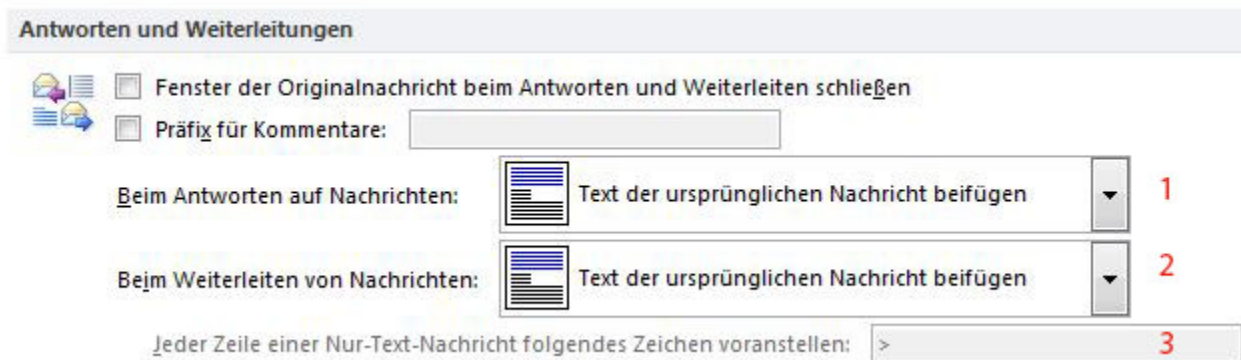 Antworten und Weiterleitungen
Fenster der Originalnachricht beim Antworten und Weiterleiten schließen
Präfix für Kommentare:
Beim Antworten auf Nachrichten: Text der ursprünglichen Nachricht beifügen 1
Beim Weiterleiten von Nachrichten: Text der ursprünglichen Nachricht beifügen 2
Jeder Zeile einer Nur-Text-Nachricht folgendes Zeichen voranstellen: > 3